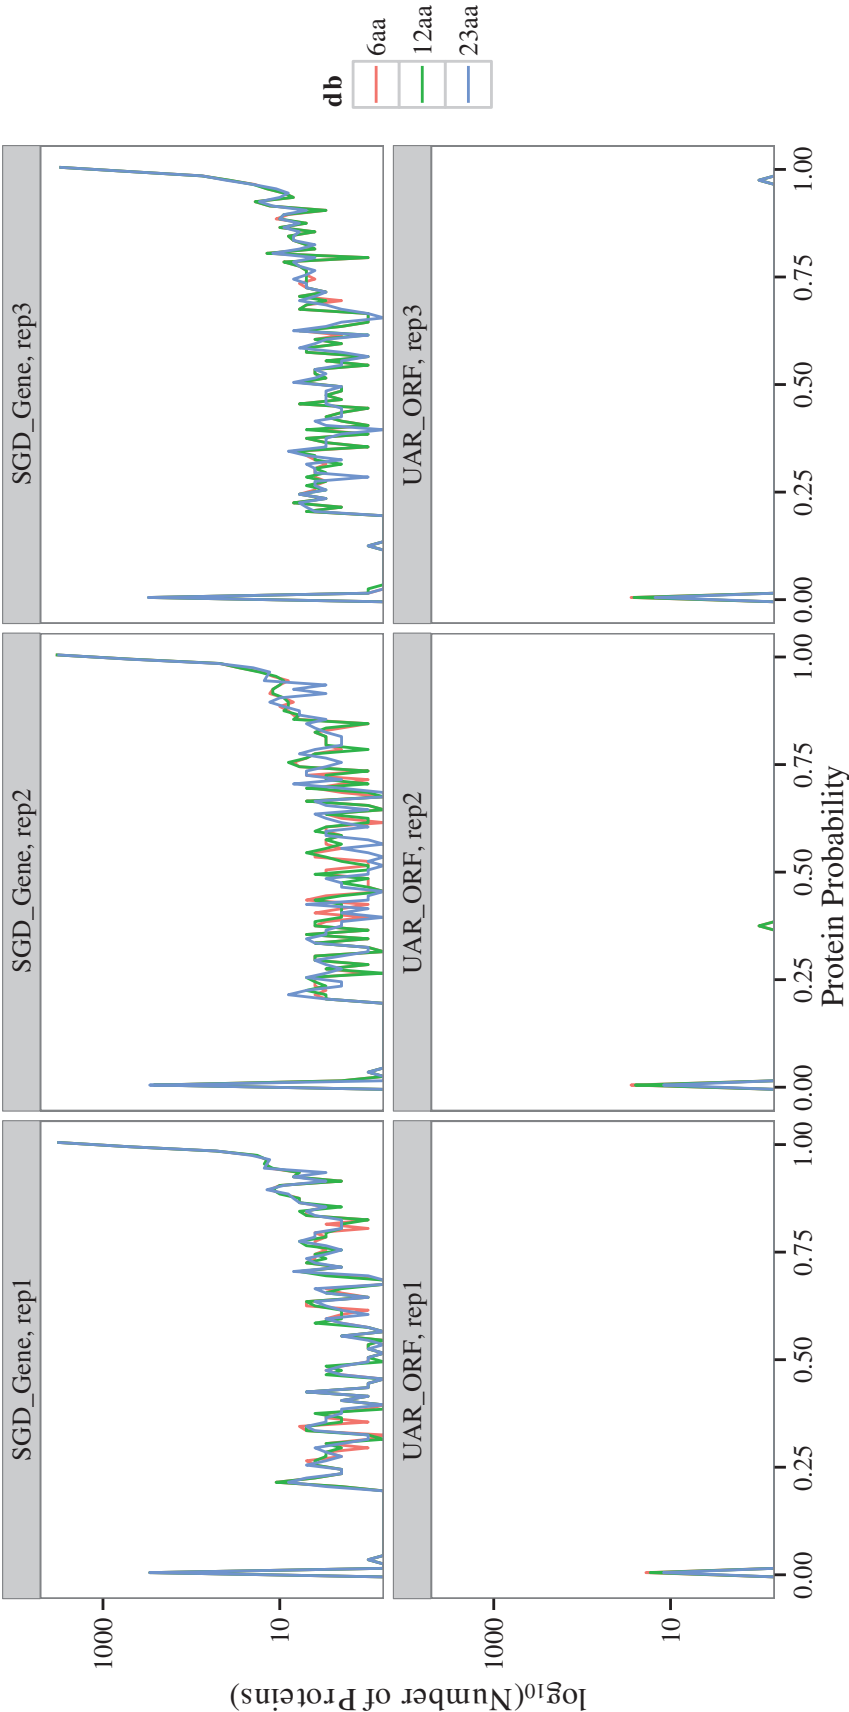 SGD_Gene, rep1
SGD_Gene, rep2
SGD_Gene, rep3
1000
10
UAR_ORF, rep1
UAR_ORF, rep2
UAR_ORF, rep3
1000
10
0.00 0.25 0.50 0.75 1.00
0.00 0.25 0.50 0.75 1.00
0.00 0.25 0.50 0.75 1.00
Protein Probability
log10(Number of Proteins)
db
6aa
12aa
23aa